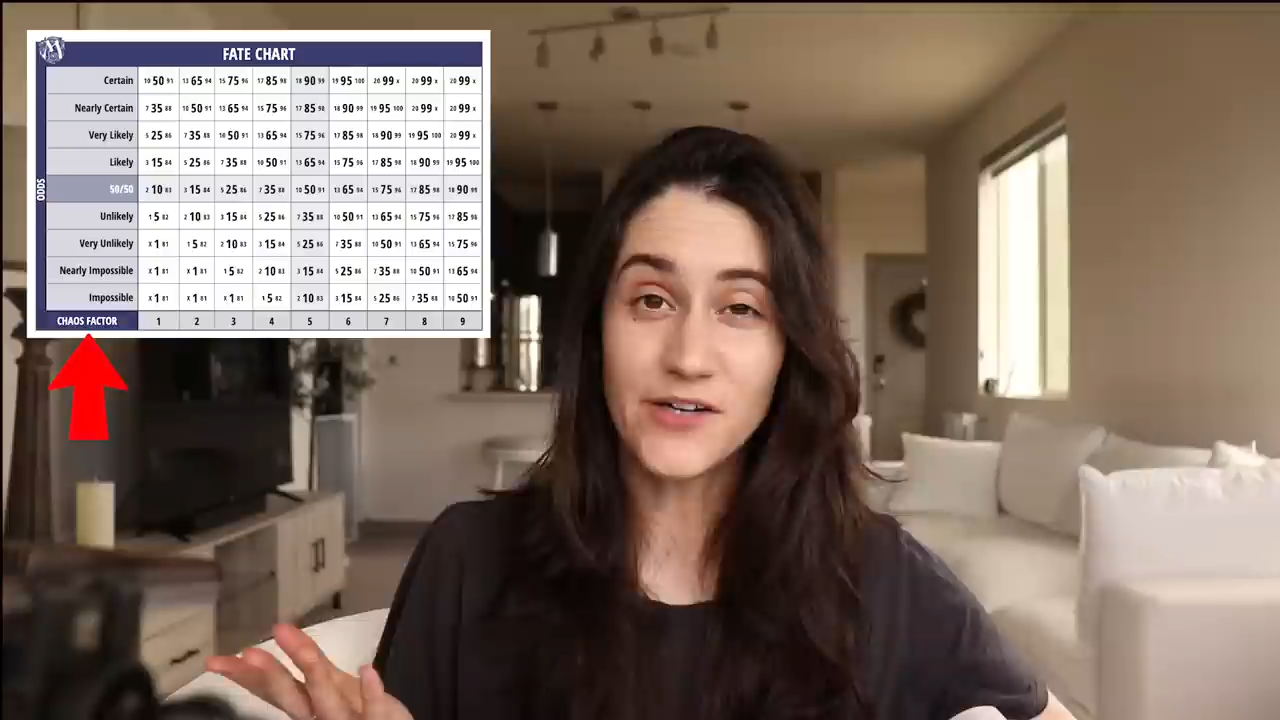 FATE CHART
Certain 10 50 91 13 65 94 15 75 96 17 85 98 18 90 99 19 95 100 20 99 x 20 99 x 20 99 x
Nearly Certain 7 35 88 10 50 91 13 65 94 15 75 96 17 85 98 18 90 99 19 95 100 20 99 x 20 99 x
Very Likely 5 25 86 7 35 88 10 50 91 13 65 94 15 75 96 17 85 98 18 90 99 19 95 100 20 99 x
Likely 3 15 84 5 25 86 7 35 88 10 50 91 13 65 94 15 75 96 17 85 98 18 90 99 19 95 100
ODDS
50/50 2 10 83 3 15 84 5 25 86 7 35 88 10 50 91 13 65 94 15 75 96 17 85 98 18 90 99
Unlikely 1 5 82 2 10 83 3 15 84 5 25 86 7 35 88 10 50 91 13 65 94 15 75 96 17 85 98
Very Unlikely x 1 81 1 5 82 2 10 83 3 15 84 5 25 86 7 35 88 10 50 91 13 65 94 15 75 96
Nearly Impossible x 1 81 x 1 81 1 5 82 2 10 83 3 15 84 5 25 86 7 35 88 10 50 91 13 65 94
Impossible x 1 81 x 1 81 x 1 81 1 5 82 2 10 83 3 15 84 5 25 86 7 35 88 10 50 91
CHAOS FACTOR 1 2 3 4 5 6 7 8 9